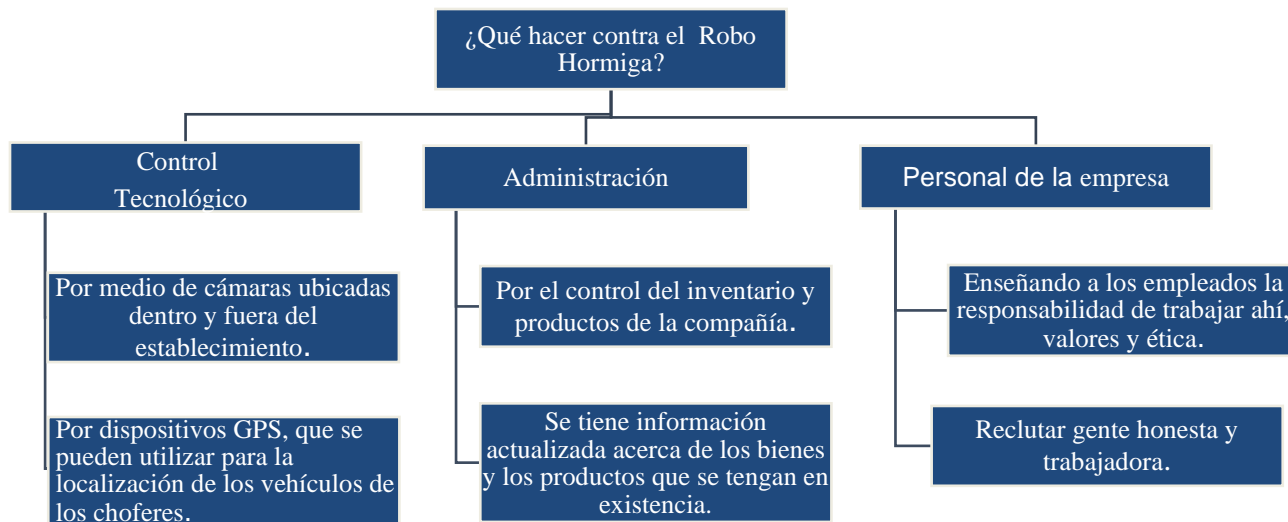 ¿Qué hacer contra el Robo
Hormiga?
Control
Tecnológico
Administración
Personal de la empresa
Por medio de cámaras ubicadas
dentro y fuera del
establecimiento.
Por el control del inventario y
productos de la compañía.
Enseñando a los empleados la
responsabilidad de trabajar ahí,
valores y ética.
Por dispositivos GPS, que se
pueden utilizar para la
localización de los vehículos de
los choferes.
Se tiene información
actualizada acerca de los bienes
y los productos que se tengan en
existencia.
Reclutar gente honesta y
trabajadora.